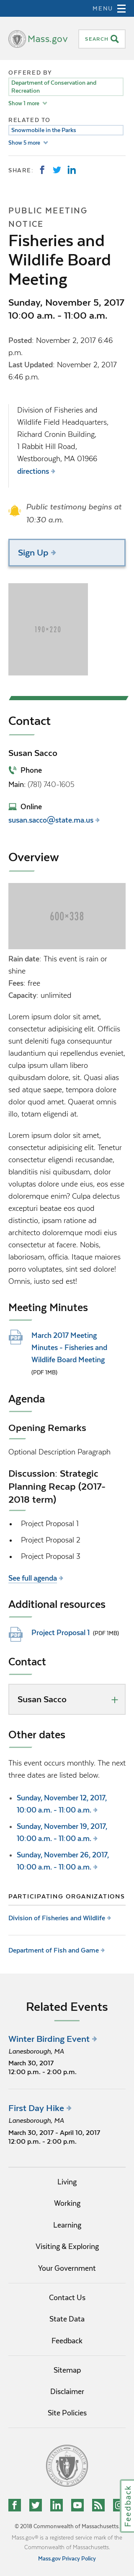 MENU
Mass.gov
SEARCH
OFFERED BY
Department of Conservation and
Recreation
Show 1 more
RELATED TO
Snowmobile in the Parks
Show 5 more
SHARE:
PUBLIC MEETING
NOTICE
Fisheries and
Wildlife Board
Meeting
Sunday, November 5, 2017
10:00 a.m. - 11:00 a.m.
Posted: November 2, 2017 6:46
p.m.
Last Updated: November 2, 2017
6:46 p.m.
Division of Fisheries and
Wildlife Field Headquarters,
Richard Cronin Building,
1 Rabbit Hill Road,
Westborough, MA 01966
directions
Public testimony begins at
10:30 a.m.
Sign Up
190×220
Contact
Susan Sacco
Phone
Main: (781) 740-1605
Online
susan.sacco@state.ma.us
Overview
600×338
Rain date: This event is rain or
shine
Fees: free
Capacity: unlimited
Lorem ipsum dolor sit amet,
consectetur adipisicing elit. Officiis
ad deleniti soluta consequuntur
laudantium qui repellendus eveniet,
culpa ipsum ullam libero
quibusdam dolore, sit quis. Quasi
alias atque saepe, tempora dolore
dolor quaerat amet. Quos, quaerat
omnis, totam eligendi at.
Lorem ipsum dolor sit amet,
consectetur adipisicing elit. Tenetur
deserunt, magni eligendi recusandae,
blanditiis nisi quibusdam, unde
dolor reiciendis quia eius, eos esse
doloremque enim? Culpa delectus
excepturi beatae eos quod
distinctio, ipsam ratione ad
architecto doloremque et modi
consectetur at facere. Nobis,
laboriosam, officia. Itaque maiores
porro voluptas, sed sint dolore!
Omnis, iusto sed est!
Meeting Minutes
March 2017 Meeting
Minutes - Fisheries and
Wildlife Board Meeting
(PDF 1MB)
Agenda
Opening Remarks
Optional Description Paragraph
Discussion: Strategic
Planning Recap (2017-
2018 term)
• Project Proposal 1
• Project Proposal 2
• Project Proposal 3
See full agenda
Additional resources
Project Proposal 1 (PDF 1MB)
Contact
Susan Sacco +
Other dates
This event occurs monthly. The next
three dates are listed below.
• Sunday, November 12, 2017,
10:00 a.m. - 11:00 a.m.
• Sunday, November 19, 2017,
10:00 a.m. - 11:00 a.m.
• Sunday, November 26, 2017,
10:00 a.m. - 11:00 a.m.
PARTICIPATING ORGANIZATIONS
Division of Fisheries and Wildlife
Department of Fish and Game
Related Events
Winter Birding Event
Lanesborough, MA
March 30, 2017
12:00 p.m. - 2:00 p.m.
First Day Hike
Lanesborough, MA
March 30, 2017 - April 10, 2017
12:00 p.m. - 2:00 p.m.
Living
Working
Learning
Visiting & Exploring
Your Government
Contact Us
State Data
Feedback
Sitemap
Disclaimer
Site Policies
Feedback
© 2018 Commonwealth of Massachusetts.
Mass.gov® is a registered service mark of the
Commonwealth of Massachusetts.
Mass.gov Privacy Policy